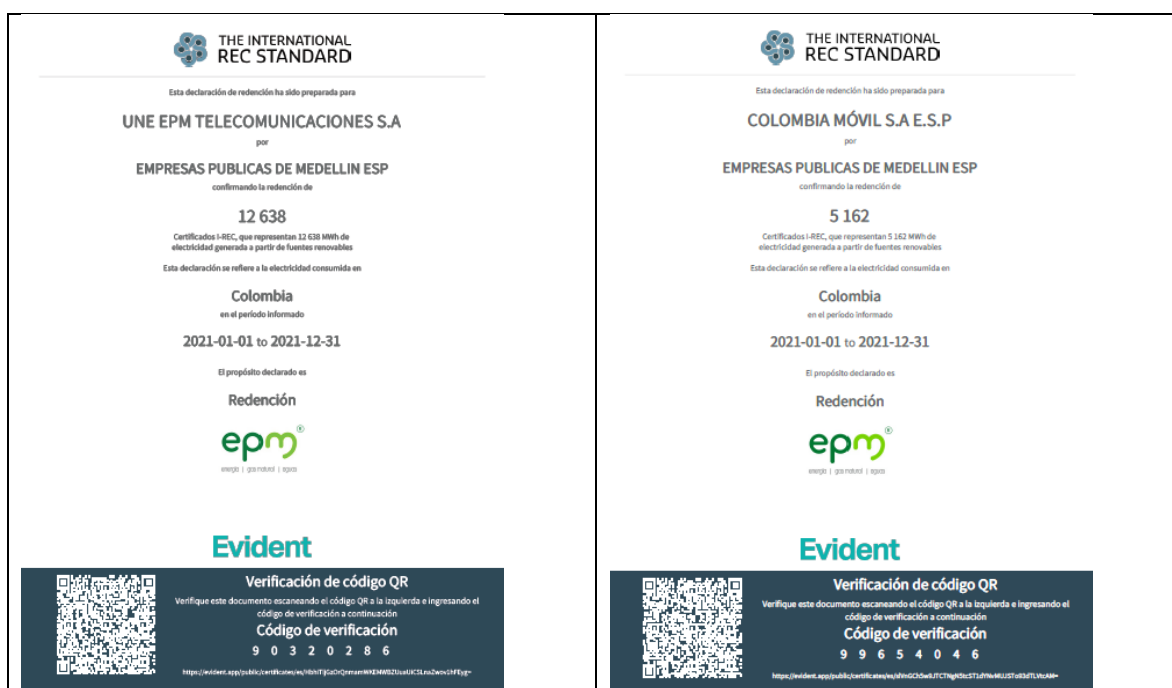 THE INTERNATIONAL
REC STANDARD
Esta declaración de redención ha sido preparada para
UNE EPM TELECOMUNICACIONES S.A
por
EMPRESAS PUBLICAS DE MEDELLIN ESP
confirmando la redención de
12 638
Certificados I-REC, que representan 12 638 MWh de
electricidad generada a partir de fuentes renovables
Esta declaración se refiere a la electricidad consumida en
Colombia
en el período informado
2021-01-01 to 2021-12-31
El propósito declarado es
Redención
epm®
energía | gas natural | aguas
Evident
Verificación de código QR
Verifique este documento escaneando el código QR a la izquierda e ingresando el
código de verificación a continuación
Código de verificación
9 0 3 2 0 2 8 6
THE INTERNATIONAL
REC STANDARD
Esta declaración de redención ha sido preparada para
COLOMBIA MÓVIL S.A E.S.P
por
EMPRESAS PUBLICAS DE MEDELLIN ESP
confirmando la redención de
5 162
Certificados I-REC, que representan 5 162 MWh de
electricidad generada a partir de fuentes renovables
Esta declaración se refiere a la electricidad consumida en
Colombia
en el período informado
2021-01-01 to 2021-12-31
El propósito declarado es
Redención
epm®
energía | gas natural | aguas
Evident
Verificación de código QR
Verifique este documento escaneando el código QR a la izquierda e ingresando el
código de verificación a continuación
Código de verificación
9 9 6 5 4 0 4 6